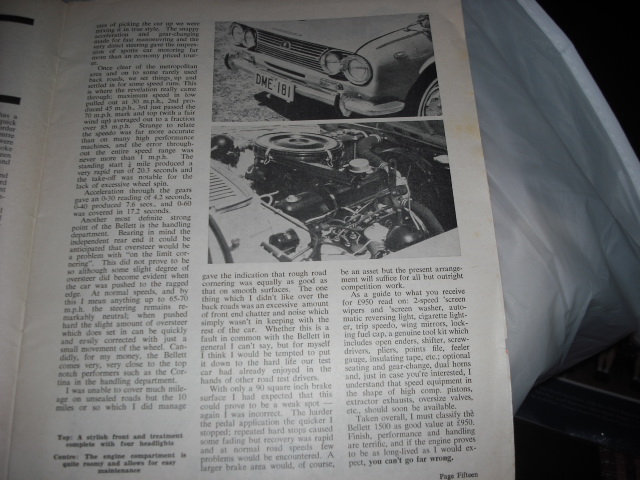 utes of picking the car up we were
mixing it in true style. The snappy
acceleration and gear-changing
made for fast motormrring and the
very direct steering gave the impres-
sion of sports car motoring far
more than an economy priced tour-
er.
Once clear of the metropolitan
area and on to some rarely used
back roads, we set things up and
settled in for some speed runs. This
is where the revelation really came
through; maximum speed in low
pulled out at 30 m.p.h., 2nd pro-
duced 45 m.p.h., 3rd just passed the
70 m.p.h. mark and top (with a fair
wind up) averaged out to a fraction
over 85 m.p.h. Strange to relate
the speedo was far more accurate
than on many high performance
machines, and the error through-
out the entire speed range was
never more than 1 m.p.h. The
standing start ¼ mile produced a
very rapid run of 20.3 seconds and
the take-off was notable for the
lack of excessive wheel spin.
Acceleration through the gears
gave an 0-30 reading of 4.2 seconds,
0-40 produced 7.6 secs., and 0-60
was covered in 17.2 seconds.
Another most definite strong
point of the Bellett is the handling
department. Bearing in mind the
independent rear end it could be
anticipated that oversteer would be
a problem with "on the limit cor-
nering". This did not prove to be
so although some slight degree of
oversteer did become evident when
the car was pushed to the ragged
edge. At normal speeds, and by
this I mean anything up to 65-70
m.p.h. the steering remains re-
markably neutral; when pushed
hard the slight amount of oversteer
which does set in can be quickly
and easily corrected with just a
small movement of the wheel. Can-
didly, for my money, the Bellett
comes very, very close to the top
notch performers such as the Cor-
tina in the handling department.
I was unable to cover much mile-
age on unsealed roads but the 10
miles or so which I did manage
Top: A stylish front end treatment
complete with four headlights
Centre: The engine compartment is
quite roomy and allows for easy
maintenance
DME·181
gave the indication that rough road
cornering was equally as good as
that on smooth surfaces. The one
thing which I didn't like over the
back roads was an excessive amount
of front end chatter and noise which
simply wasn't in keeping with the
rest of the car. Whether this is a
fault in common with the Bellett in
general I can't say, but for myself
I think I would be tempted to put
it down to the hard life our test
car had already enjoyed in the
hands of other road test drivers.
With only a 90 square inch brake
surface I had expected that this
could prove to be a weak spot —
again I was incorrect. The harder
the pedal application the quicker I
stopped; repeated hard stops caused
some fading but recovery was rapid
and at normal road speeds few
problems would be encountered. A
larger brake area would, of course,
be an asset but the present arrange-
ment will suffice for all but outright
competition work.
As a guide to what you receive
for £950 read on: 2-speed 'screen
wipers and 'screen washer, auto-
matic reversing light, cigarette light-
er, trip speedo, wing mirrors, lock-
ing fuel cap, a genuine tool kit which
includes open enders, shifter, screw-
drivers, pliers, points file, feeler
gauge, insulating tape, etc.; optional
seating and gear-change, dual horns
and, just in case you're interested, I
understand that speed equipment in
the shape of high comp. pistons,
extractor exhausts, oversize valves,
etc., should soon be available.
Taken overall, I must classify the
Bellett 1500 as good value at £950.
Finish, performance and handling
are terrific, and if the engine proves
to be as long-lived as I would ex-
pect, you can't go far wrong.
Page Fifteen